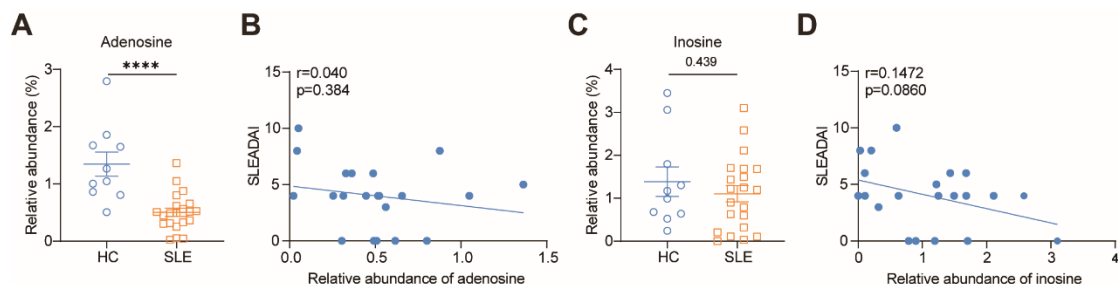 A
Adenosine
****
Relative abundance (%)
3
2
1
0
HC
SLE
B
r=0.040
p=0.384
SLEADAI
15
10
5
0
0.0
0.5
1.0
1.5
Relative abundance of adenosine
C
Inosine
0.439
Relative abundance (%)
4
3
2
1
0
HC
SLE
D
r=0.1472
p=0.0860
SLEADAI
15
10
5
0
0
1
2
3
4
Relative abundance of inosine